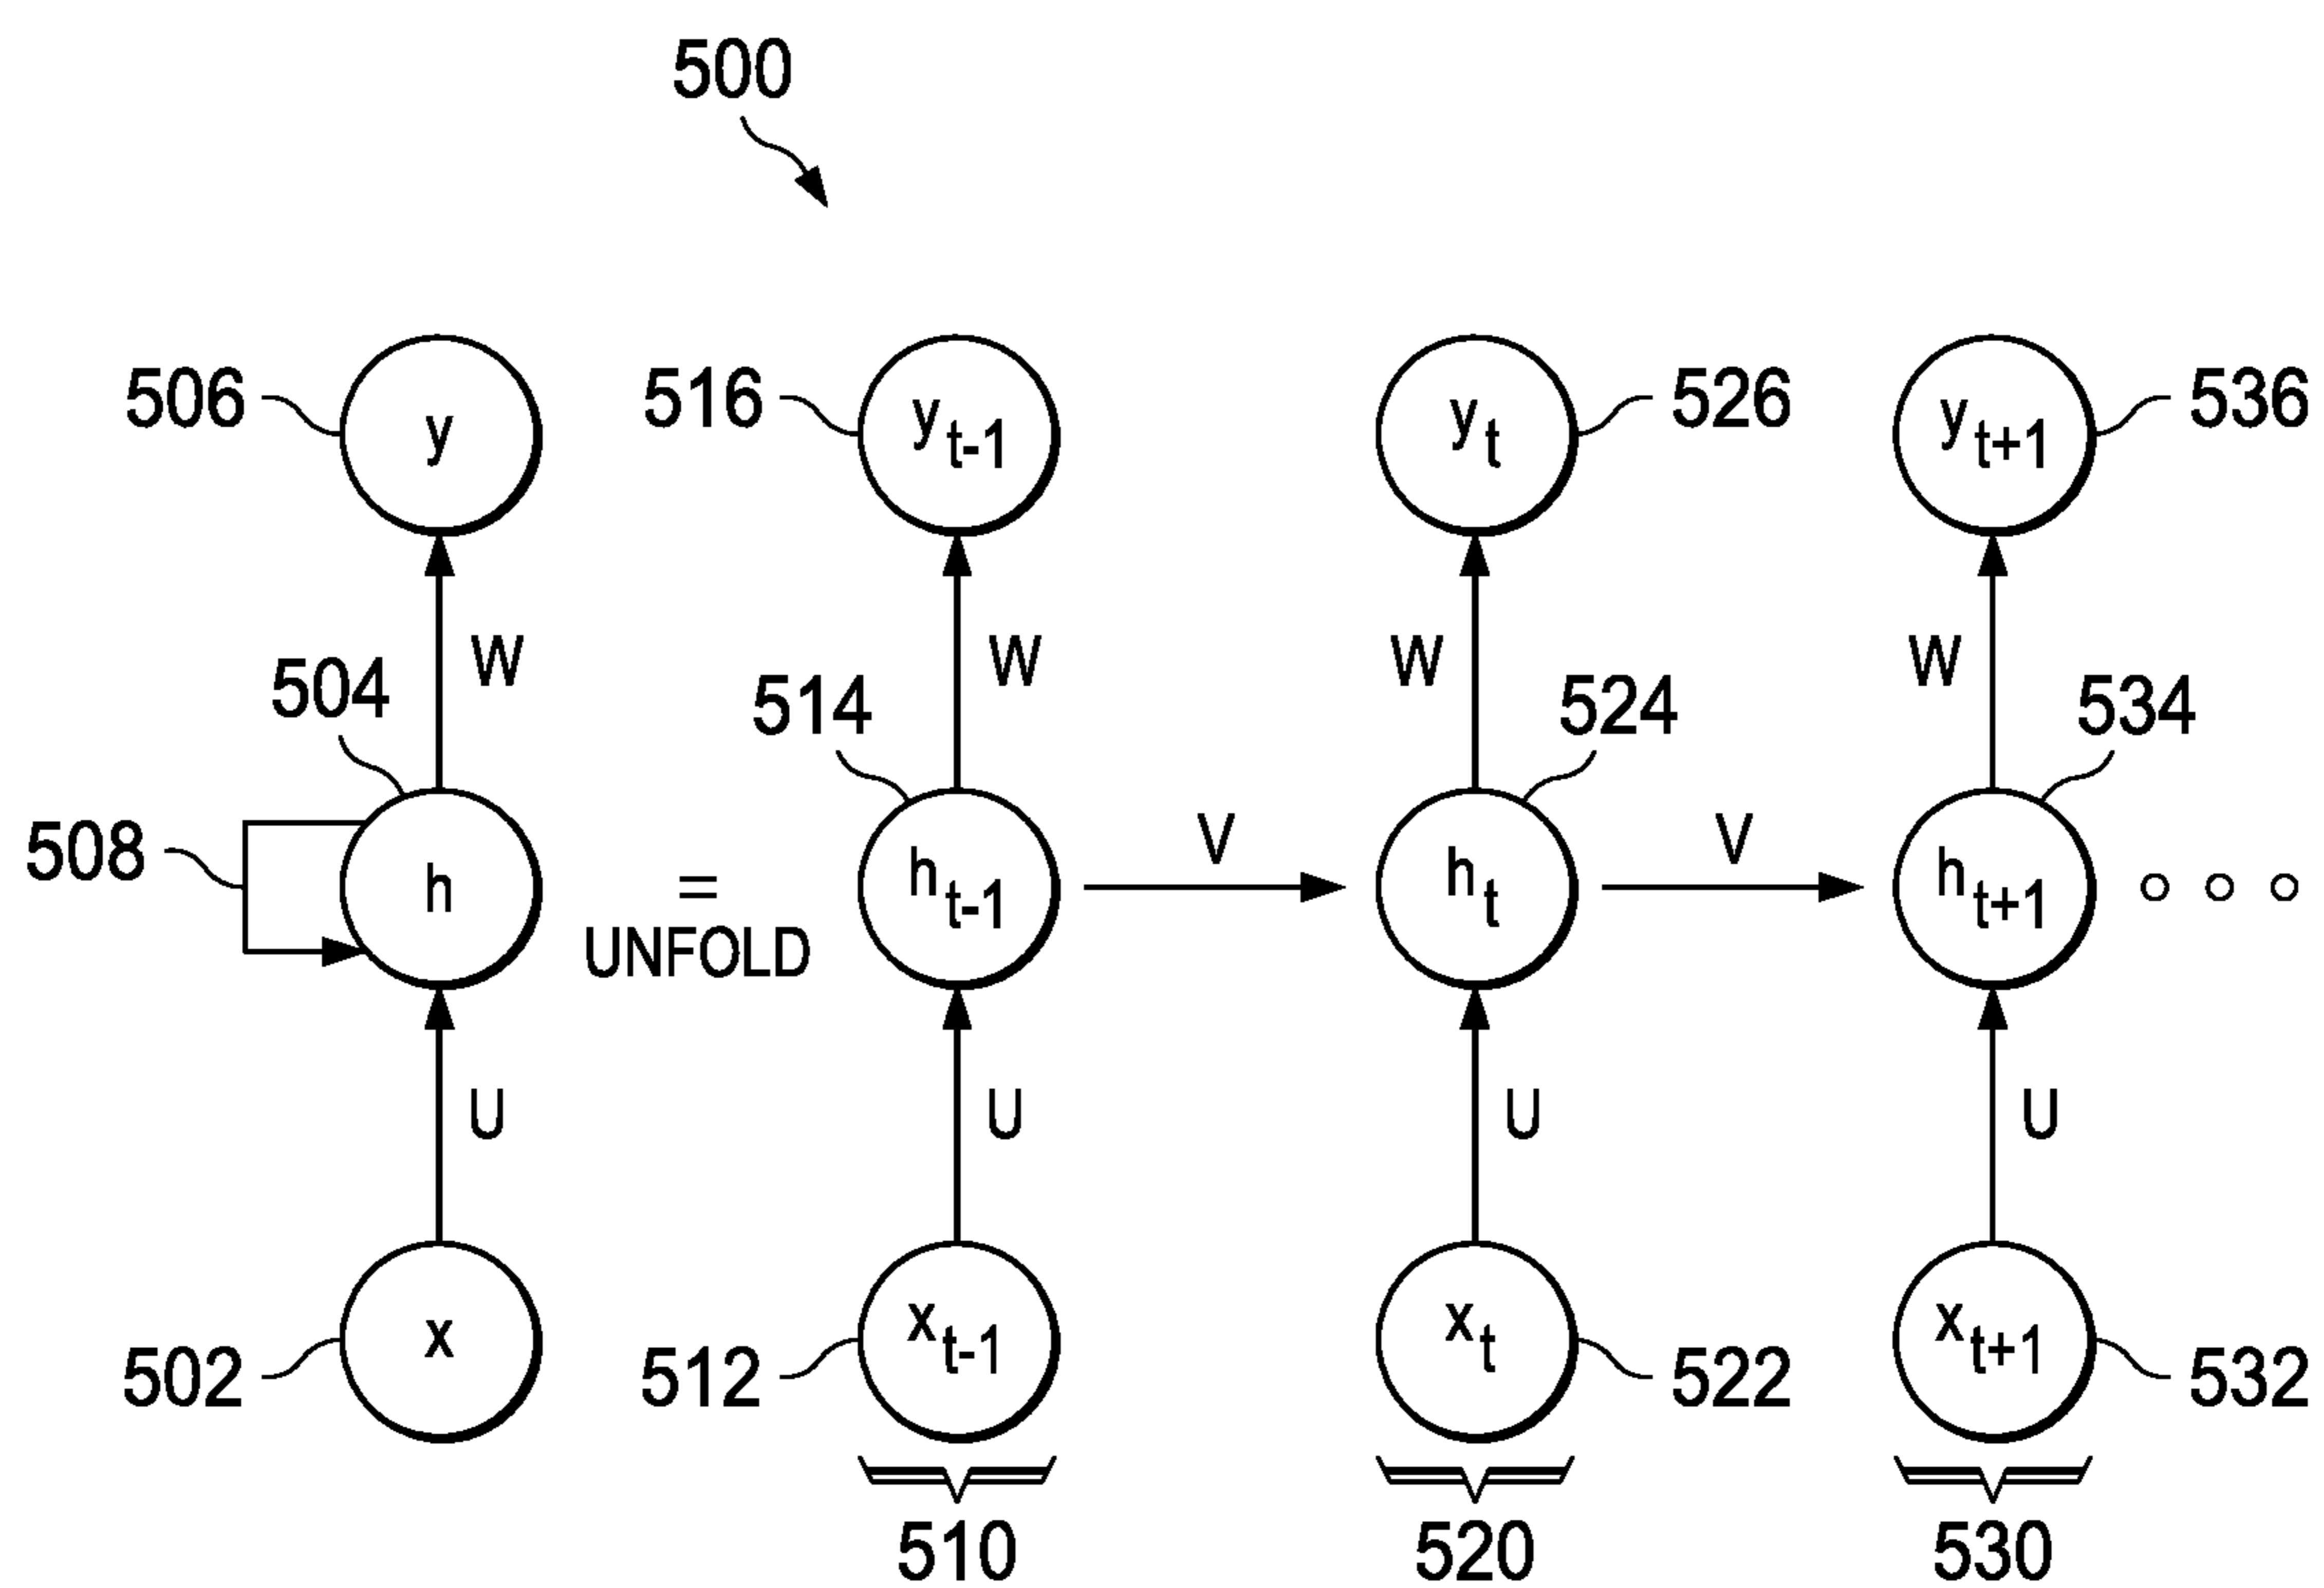 500
506 y 516 y t-1 y t 526 y t+1 536
W W W W
504 514 524 534
508 h = h t-1 V h t V h t+1
UNFOLD
U U U U
502 x 512 x t-1 x t 522 x t+1 532
510 520 530